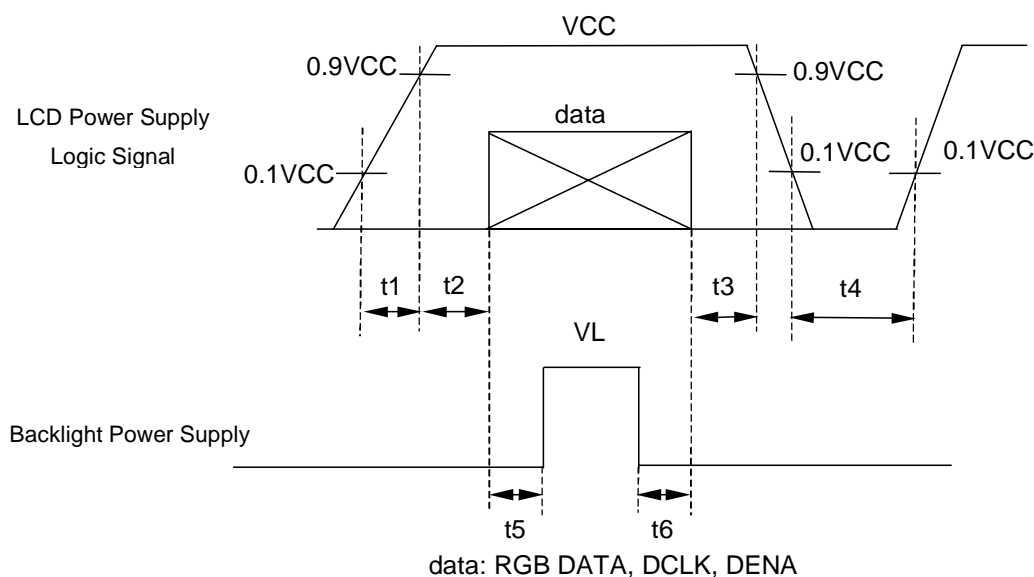 VCC
0.9VCC
0.9VCC
LCD Power Supply
Logic Signal
data
0.1VCC
0.1VCC
0.1VCC
t1
t2
t3
t4
VL
Backlight Power Supply
t5
t6
data: RGB DATA, DCLK, DENA